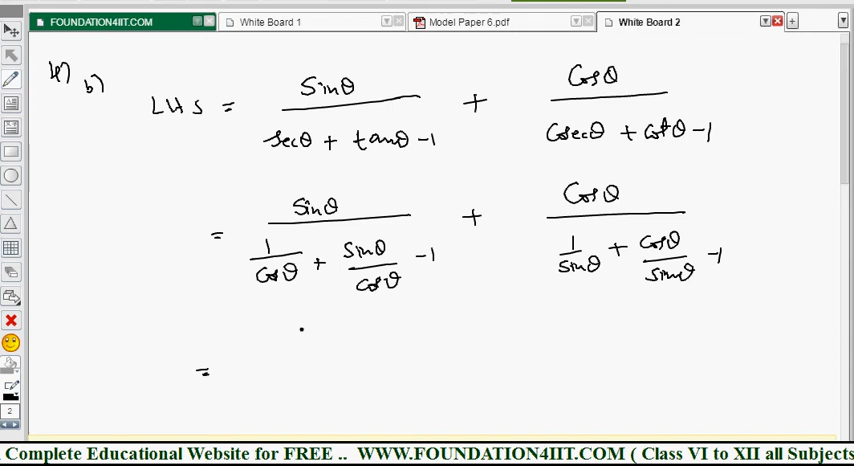 FOUNDATION4IIT.COM White Board 1 Model Paper 6.pdf White Board 2
b)
LHS = Sinθ / (secθ + tanθ -1) + Cosθ / (Cosecθ + Cotθ -1)
= Sinθ / (1/Cosθ + Sinθ/Cosθ -1) + Cosθ / (1/Sinθ + Cosθ/Sinθ -1)
=
2
Complete Educational Website for FREE .. WWW.FOUNDATION4IIT.COM ( Class VI to XII all Subjects